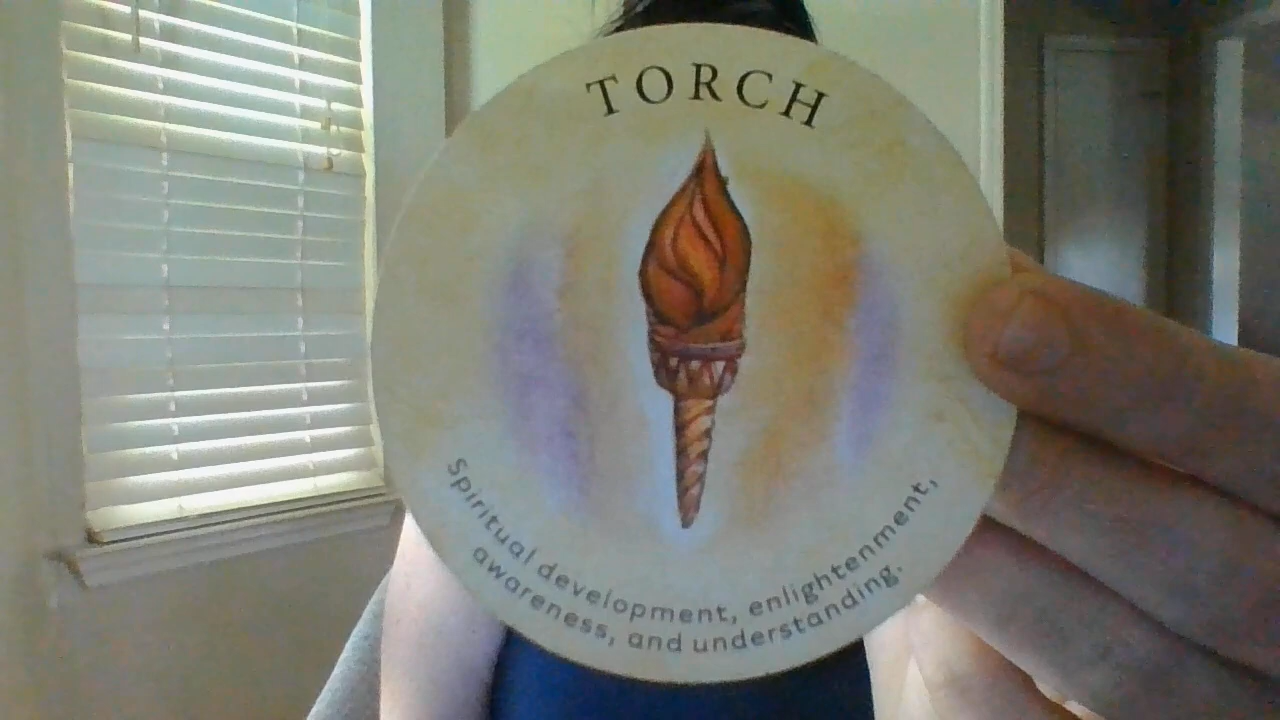 TORCH
Spiritual development, enlightenment,
awareness, and understanding.